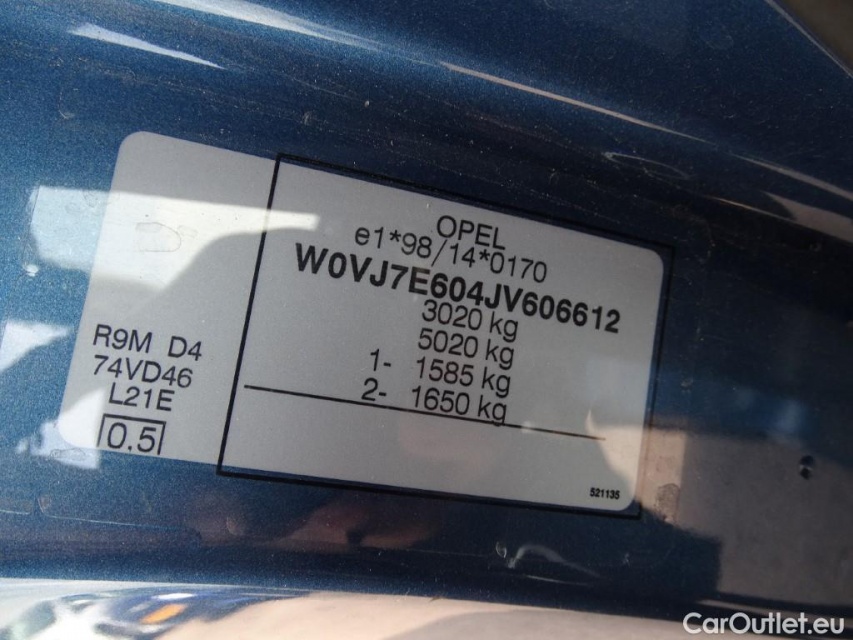 OPEL
e1*98/14*0170
W0VJ7E604JV606612
3020 kg
5020 kg
1- 1585 kg
2- 1650 kg
R9M D4
74VD46
L21E
0.5
521135
CarOutlet.eu